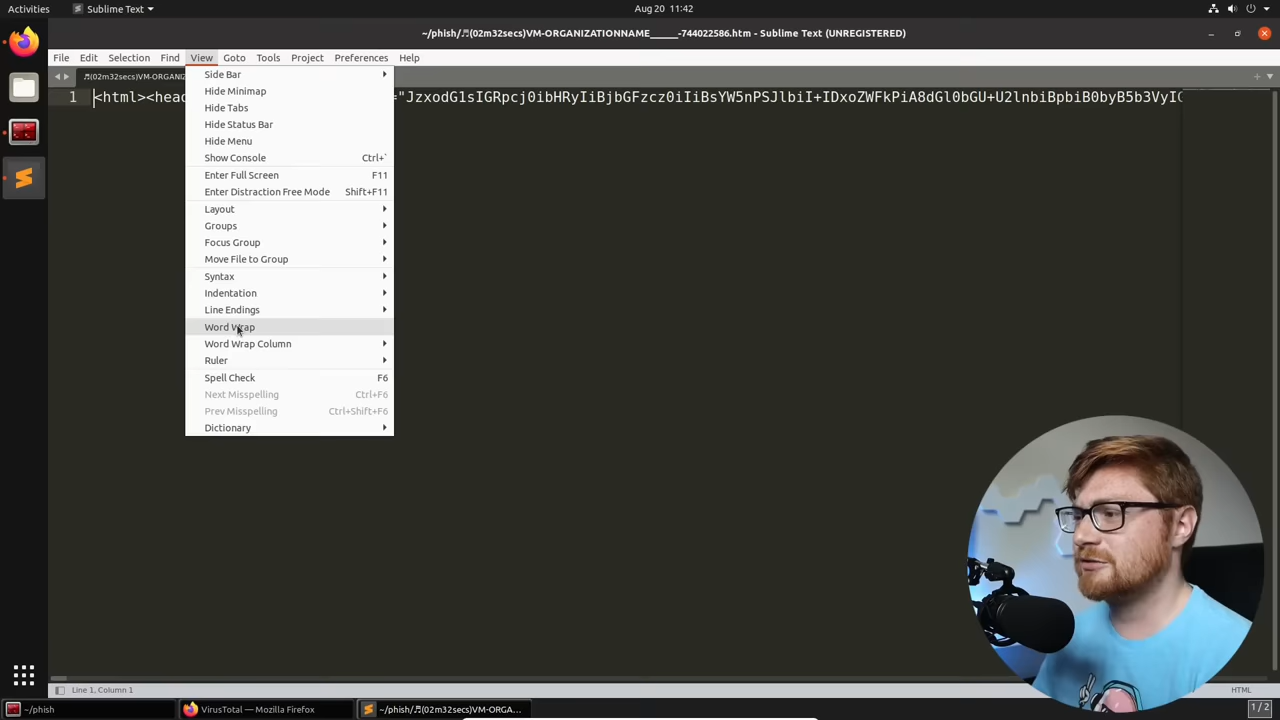 Activities Sublime Text Aug 20 11:42
~/phish/♬(02m32secs)VM-ORGANIZATIONNAME_____-744022586.htm - Sublime Text (UNREGISTERED)
File Edit Selection Find View Goto Tools Project Preferences Help
♬(02m32secs)VM-ORGANIZ
1 <html><head ="JzxodG1sIGRpcj0ibHRyIiBjbGFzcz0iIiBsYW5nPSJlbiI+IDxoZWFkPiA8dGl0bGU+U2lnbiBpbiB0byB5b3VyIG
Side Bar
Hide Minimap
Hide Tabs
Hide Status Bar
Hide Menu
Show Console Ctrl+`
Enter Full Screen F11
Enter Distraction Free Mode Shift+F11
Layout
Groups
Focus Group
Move File to Group
Syntax
Indentation
Line Endings
Word Wrap
Word Wrap Column
Ruler
Spell Check F6
Next Misspelling Ctrl+F6
Prev Misspelling Ctrl+Shift+F6
Dictionary
Line 1, Column 1 HTML
~/phish VirusTotal — Mozilla Firefox ~/phish/♬(02m32secs)VM-ORGA... 1/2